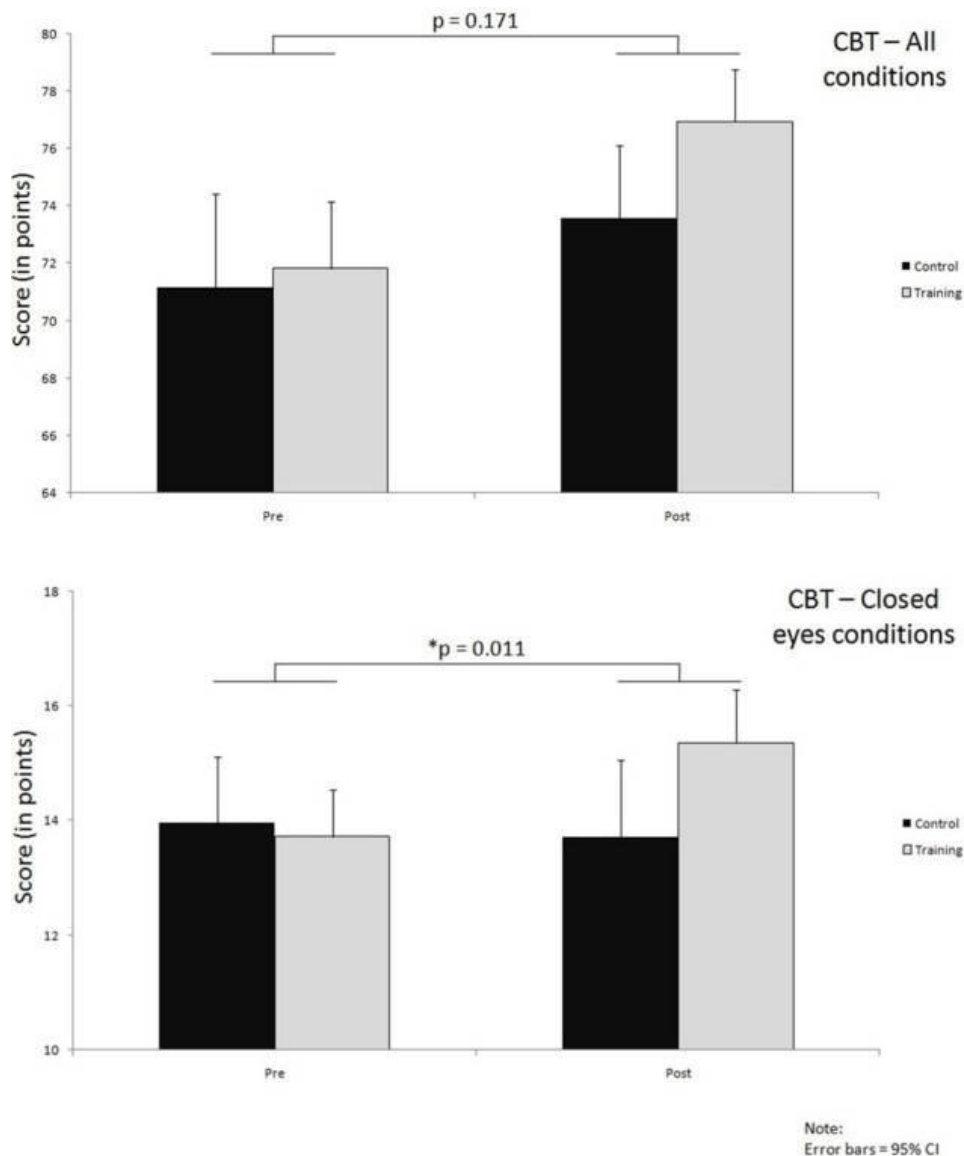 p = 0.171
CBT – All
conditions
80
78
76
74
72
70
68
66
64
Score (in points)
Control
Training
Pre
Post
CBT – Closed
eyes conditions
*p = 0.011
18
16
14
12
10
Score (in points)
Control
Training
Pre
Post
Note:
Error bars = 95% CI